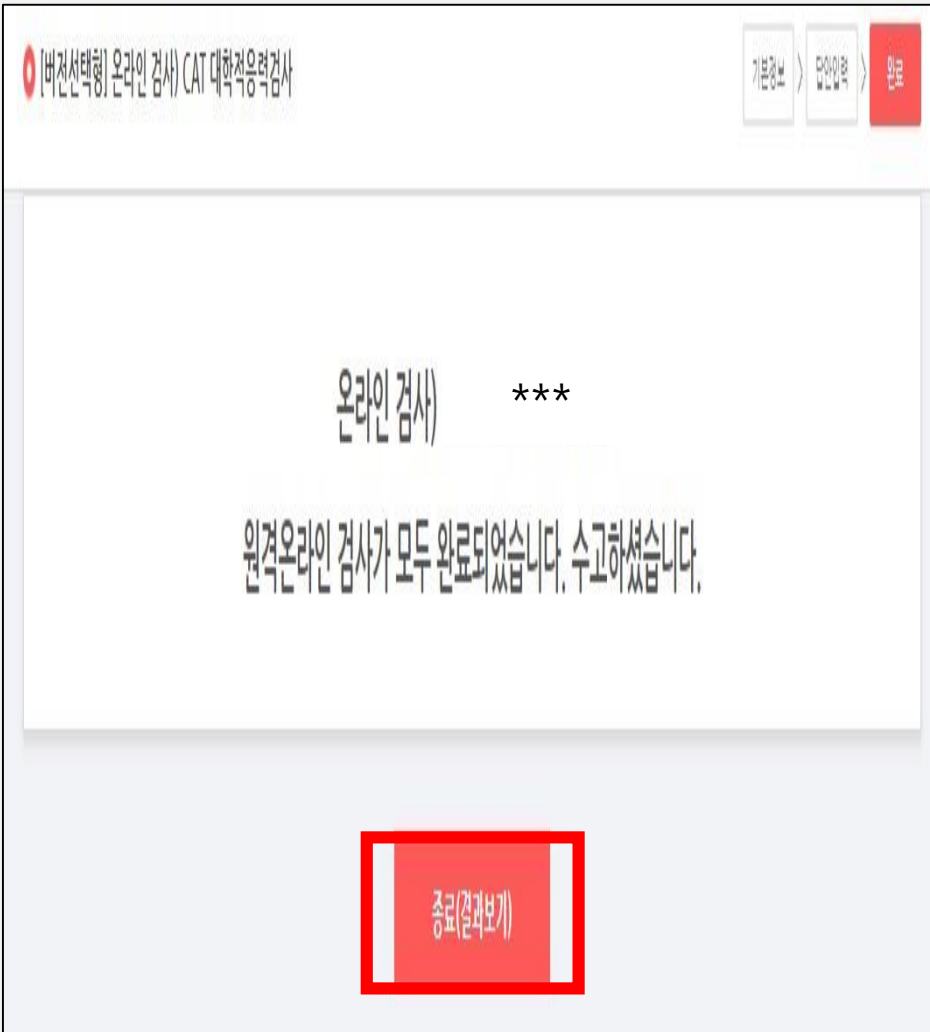 [버전선택형] 온라인 검사) CAT 대학적응력검사
기본정보 > 답안입력 > 완료
온라인 검사) ***
원격온라인 검사가 모두 완료되었습니다. 수고하셨습니다.
종료(결과보기)